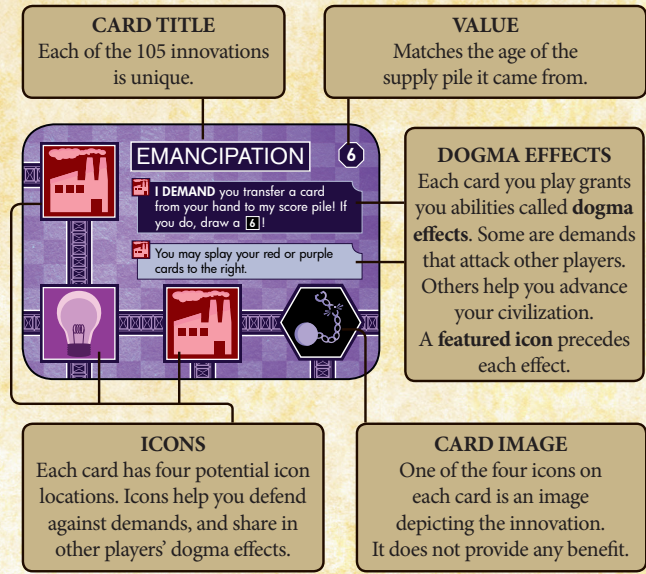 CARD TITLE
Each of the 105 innovations
is unique.
VALUE
Matches the age of the
supply pile it came from.
EMANCIPATION
6
I DEMAND you transfer a card
from your hand to my score pile! If
you do, draw a 6!
You may splay your red or purple
cards to the right.
DOGMA EFFECTS
Each card you play grants
you abilities called dogma
effects. Some are demands
that attack other players.
Others help you advance
your civilization.
A featured icon precedes
each effect.
ICONS
Each card has four potential icon
locations. Icons help you defend
against demands, and share in
other players’ dogma effects.
CARD IMAGE
One of the four icons on
each card is an image
depicting the innovation.
It does not provide any benefit.